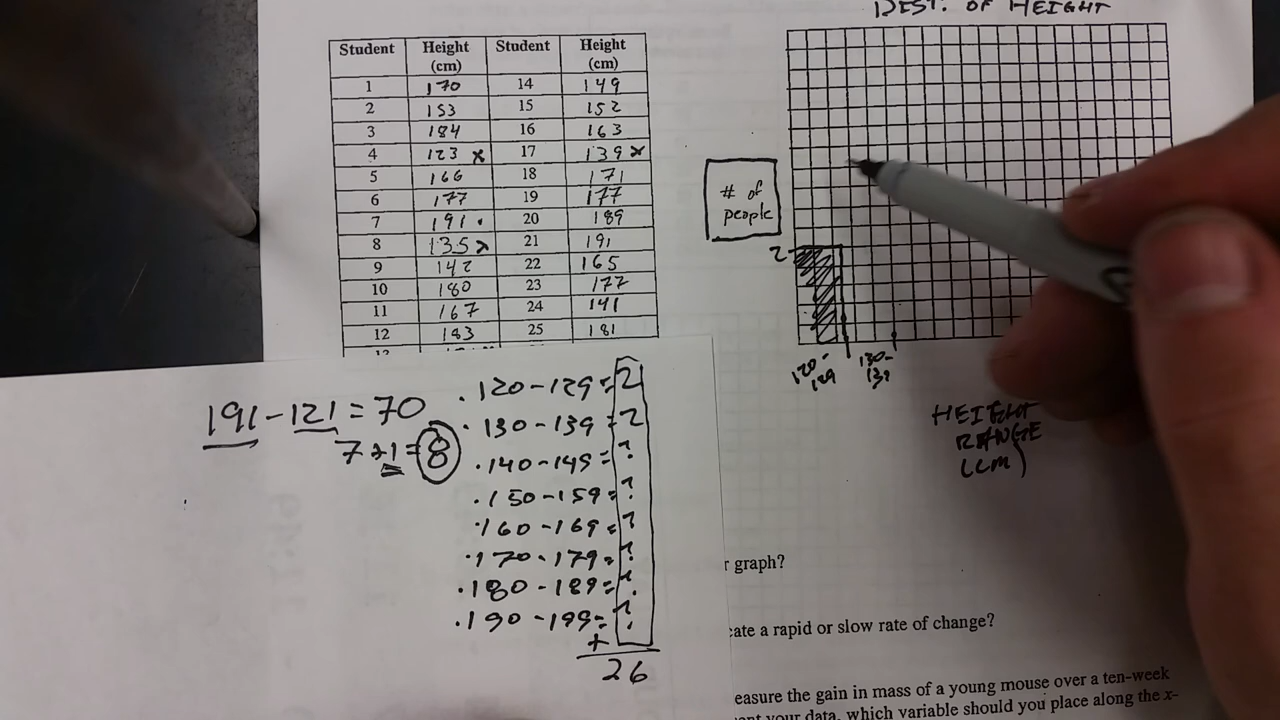 DIST. OF HEIGHT
Student Height (cm) Student Height (cm)
1 170 14 149
2 153 15 152
3 184 16 163
4 123 x 17 139 x
5 166 18 171
6 177 19 177
7 191 . 20 189
8 135 x 21 191
9 142 22 165
10 180 23 177
11 167 24 141
12 183 25 181
13
# of
people
2
120-
129
130-
139
HEIGHT
RANGE
(cm)
191-121=70
7+1=8
.120-129=2
.130-139=2
.140-149=?
.150-159=?
.160-169=?
.170-179=?
.180-189=?
.190-199=?
+
26
r graph?
cate a rapid or slow rate of change?
easure the gain in mass of a young mouse over a ten-week
ent your data, which variable should you place along the x-